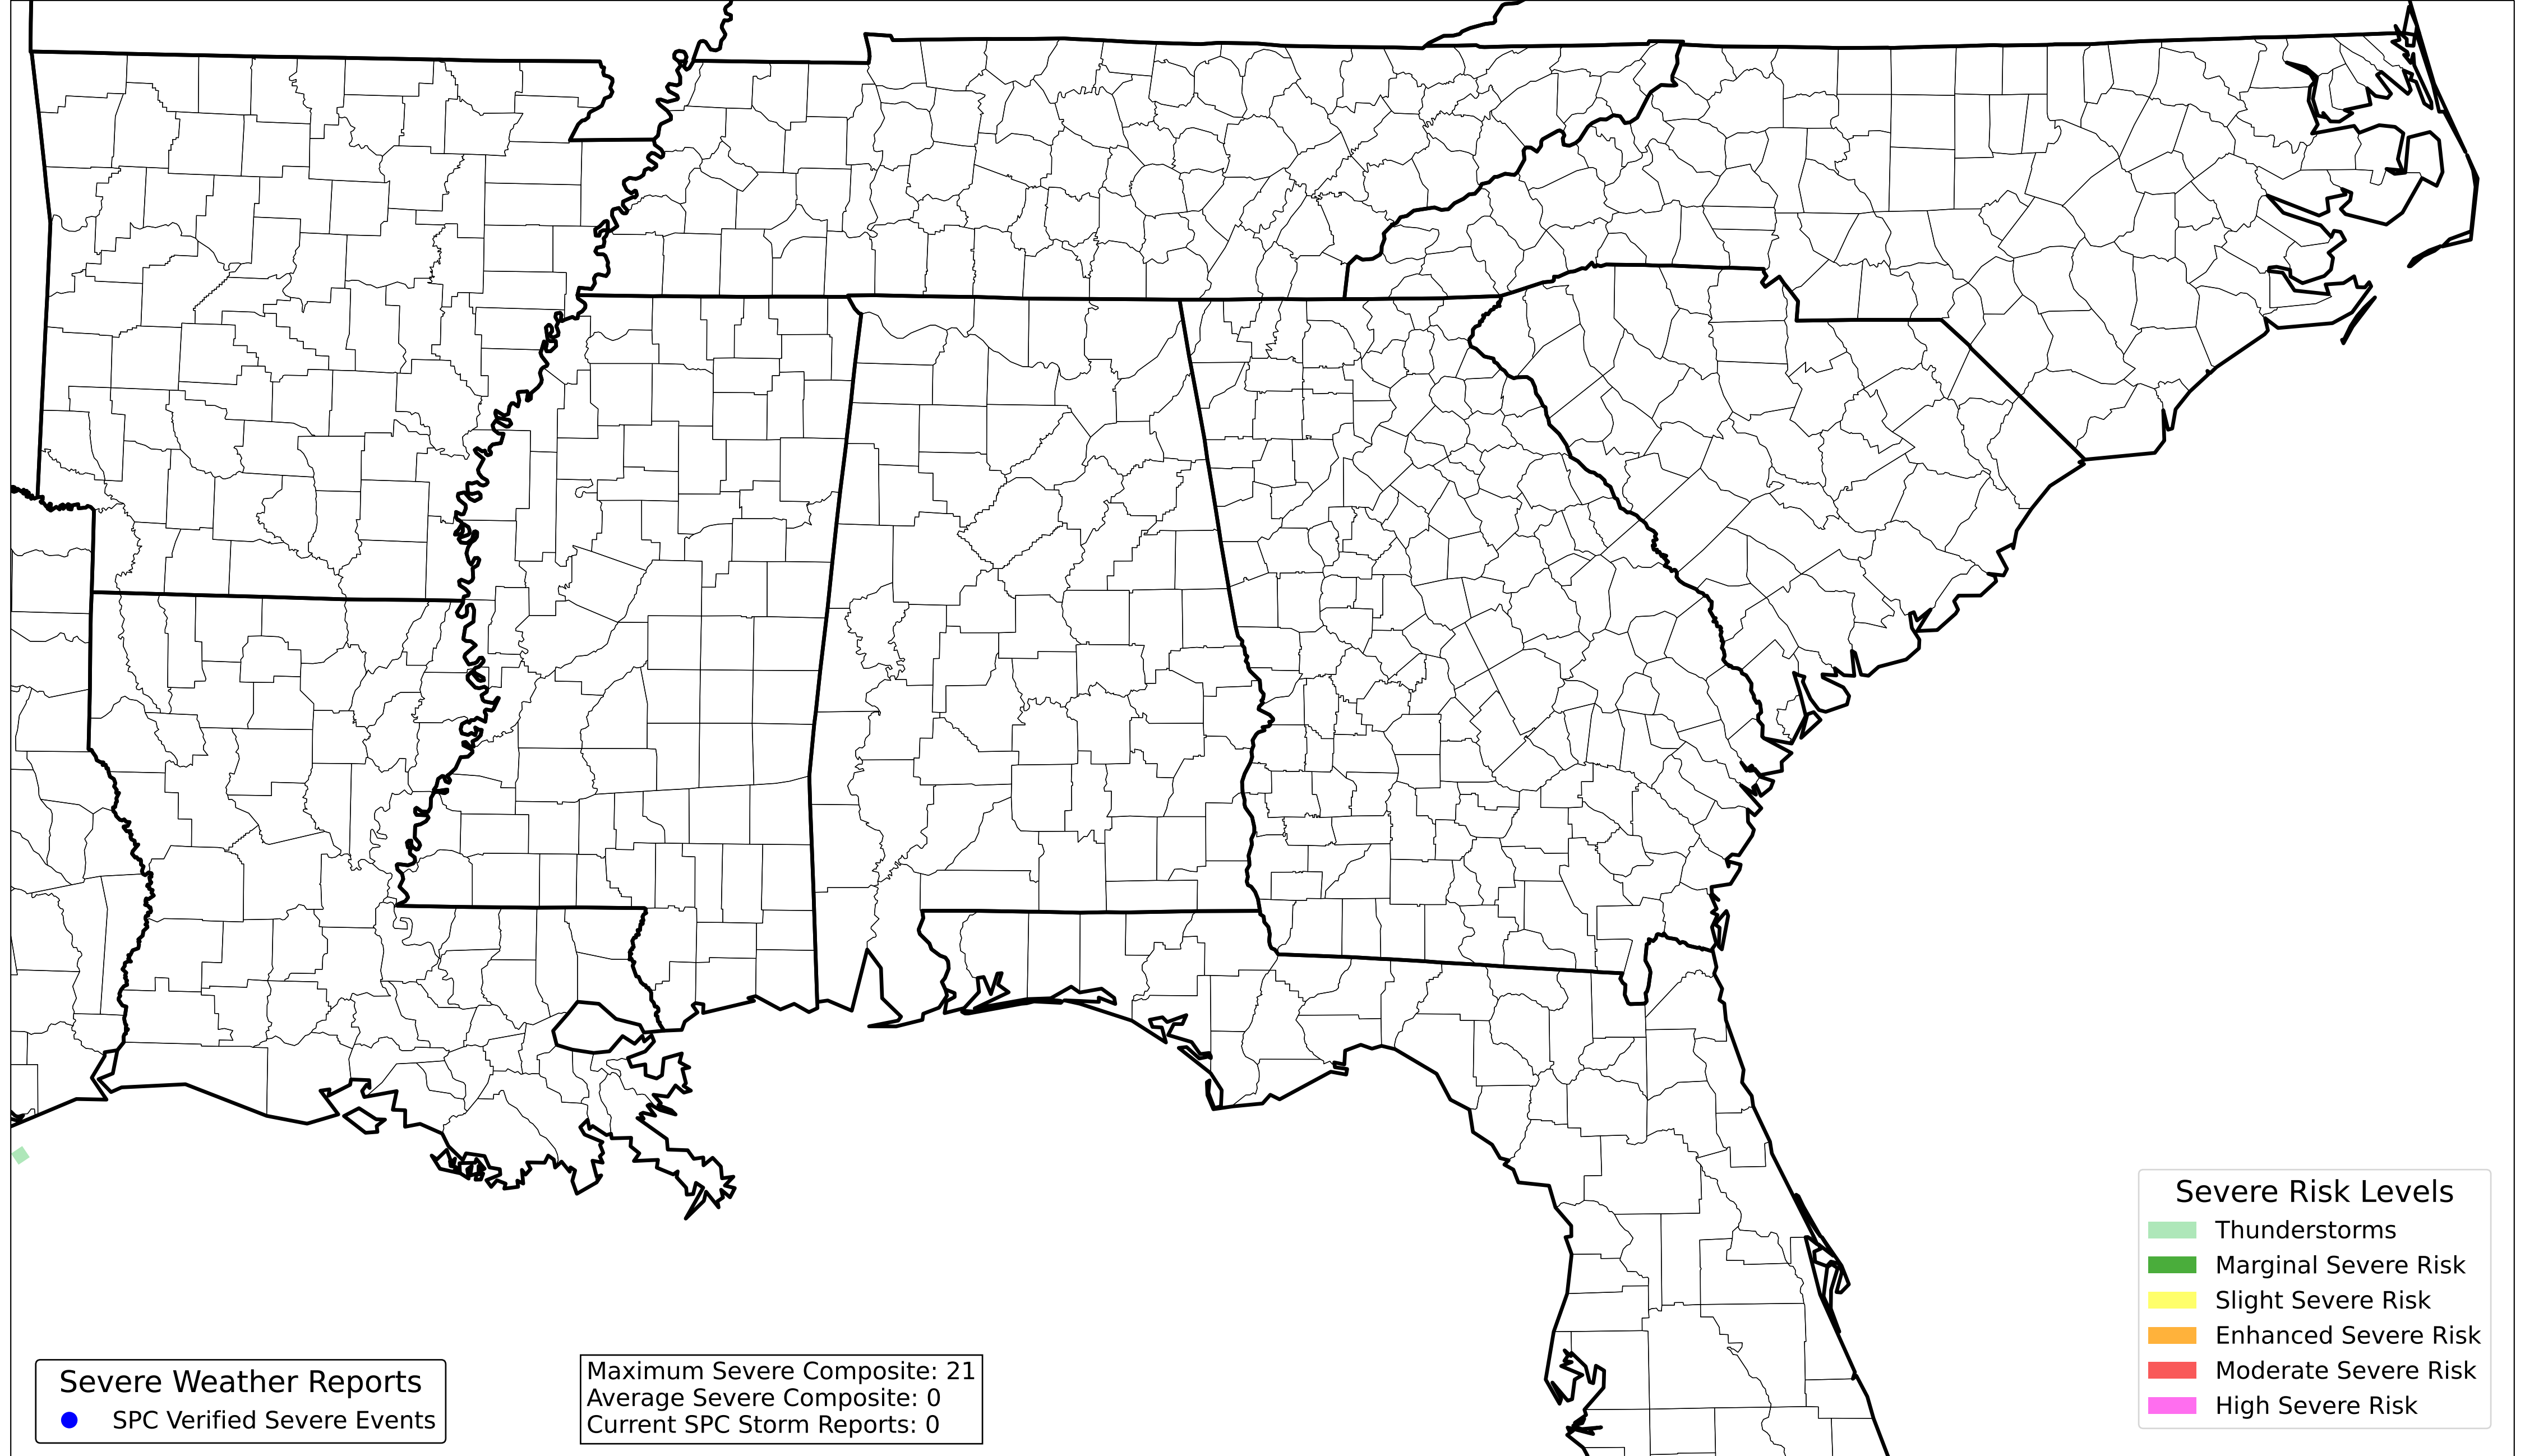 Severe Weather Reports
SPC Verified Severe Events
Maximum Severe Composite: 21
Average Severe Composite: 0
Current SPC Storm Reports: 0
Severe Risk Levels
Thunderstorms
Marginal Severe Risk
Slight Severe Risk
Enhanced Severe Risk
Moderate Severe Risk
High Severe Risk